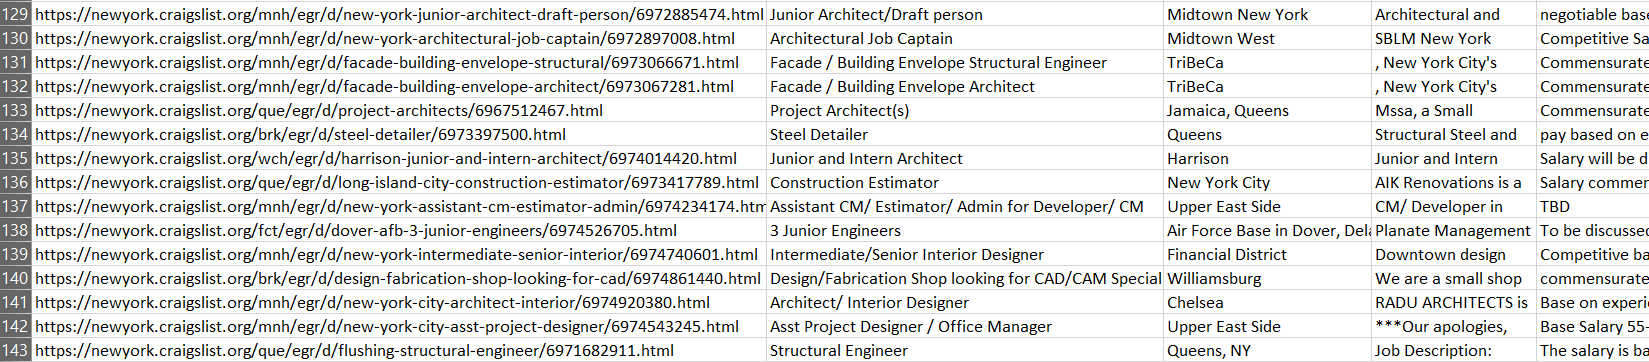 129 https://newyork.craigslist.org/mnh/egr/d/new-york-junior-architect-draft-person/6972885474.html Junior Architect/Draft person Midtown New York Architectural and negotiable base
130 https://newyork.craigslist.org/mnh/egr/d/new-york-architectural-job-captain/6972897008.html Architectural Job Captain Midtown West SBLM New York Competitive Sa
131 https://newyork.craigslist.org/mnh/egr/d/facade-building-envelope-structural/6973066671.html Facade / Building Envelope Structural Engineer TriBeCa , New York City's Commensurate
132 https://newyork.craigslist.org/mnh/egr/d/facade-building-envelope-architect/6973067281.html Facade / Building Envelope Architect TriBeCa , New York City's Commensurate
133 https://newyork.craigslist.org/que/egr/d/project-architects/6967512467.html Project Architect(s) Jamaica, Queens Mssa, a Small Commensurate
134 https://newyork.craigslist.org/brk/egr/d/steel-detailer/6973397500.html Steel Detailer Queens Structural Steel and pay based on e
135 https://newyork.craigslist.org/wch/egr/d/harrison-junior-and-intern-architect/6974014420.html Junior and Intern Architect Harrison Junior and Intern Salary will be d
136 https://newyork.craigslist.org/que/egr/d/long-island-city-construction-estimator/6973417789.html Construction Estimator New York City AIK Renovations is a Salary commer
137 https://newyork.craigslist.org/mnh/egr/d/new-york-assistant-cm-estimator-admin/6974234174.htm Assistant CM/ Estimator/ Admin for Developer/ CM Upper East Side CM/ Developer in TBD
138 https://newyork.craigslist.org/fct/egr/d/dover-afb-3-junior-engineers/6974526705.html 3 Junior Engineers Air Force Base in Dover, Dela Planate Management To be discussed
139 https://newyork.craigslist.org/mnh/egr/d/new-york-intermediate-senior-interior/6974740601.html Intermediate/Senior Interior Designer Financial District Downtown design Competitive ba
140 https://newyork.craigslist.org/brk/egr/d/design-fabrication-shop-looking-for-cad/6974861440.html Design/Fabrication Shop looking for CAD/CAM Special Williamsburg We are a small shop commensurate
141 https://newyork.craigslist.org/mnh/egr/d/new-york-city-architect-interior/6974920380.html Architect/ Interior Designer Chelsea RADU ARCHITECTS is Base on experi
142 https://newyork.craigslist.org/mnh/egr/d/new-york-city-asst-project-designer/6974543245.html Asst Project Designer / Office Manager Upper East Side ***Our apologies, Base Salary 55-
143 https://newyork.craigslist.org/que/egr/d/flushing-structural-engineer/6971682911.html Structural Engineer Queens, NY Job Description: The salary is ba